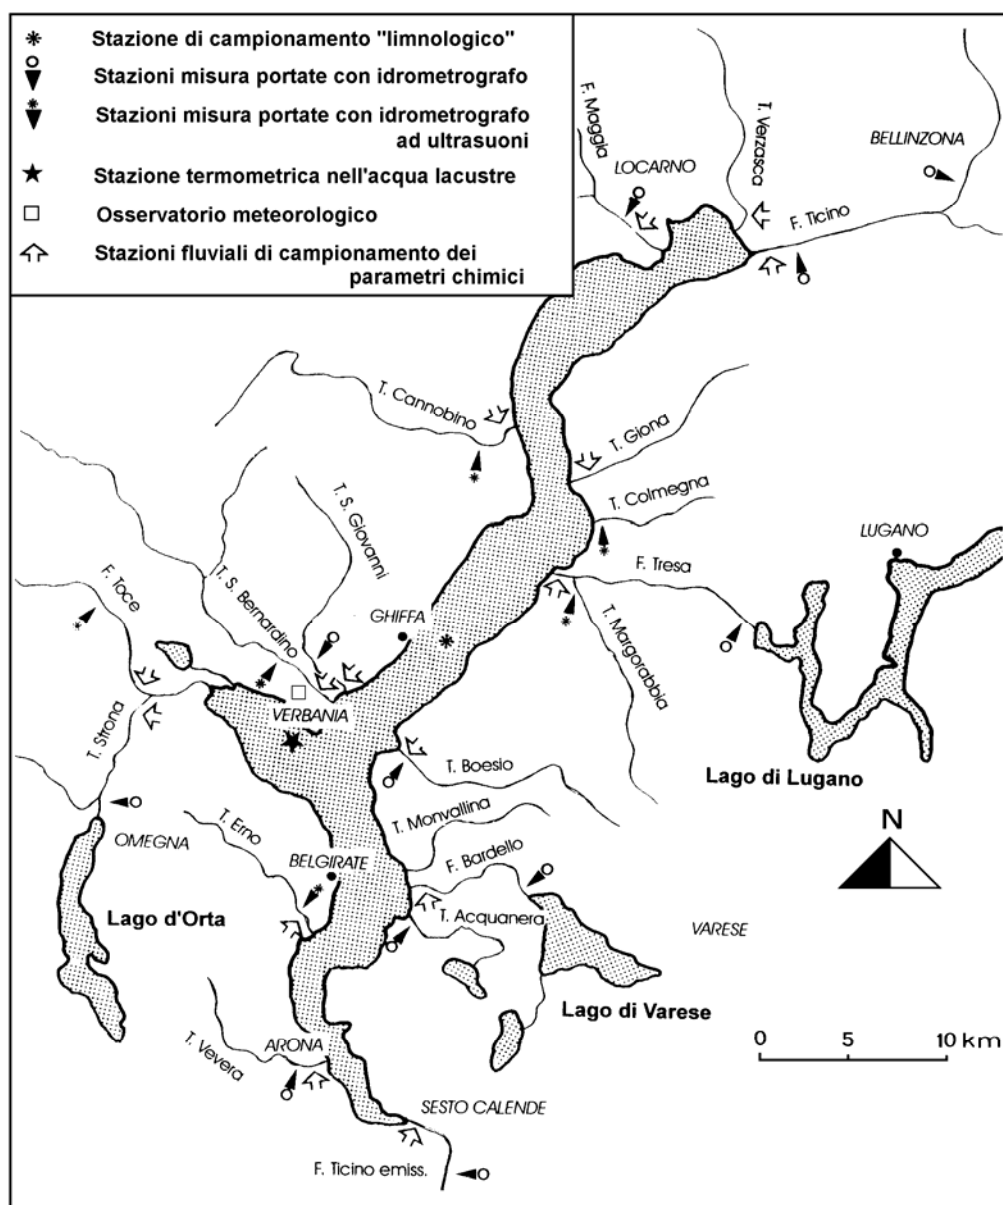 Stazione di campionamento "limnologico"
Stazioni misura portate con idrometrografo
Stazioni misura portate con idrometrografo
ad ultrasuoni
Stazione termometrica nell'acqua lacustre
Osservatorio meteorologico
Stazioni fluviali di campionamento dei
parametri chimici
F. Maggia
T. Verzasca
BELLINZONA
LOCARNO
F. Ticino
T. Cannobino
T. Giona
T. Colmegna
T. S. Giovanni
LUGANO
F. Tresa
F. Toce
T. S. Bernardino
GHIFFA
T. Margorabbia
VERBANIA
T. Strona
T. Boesio
Lago di Lugano
T. Monvallina
N
T. Erno
OMEGNA
BELGIRATE
F. Bardello
Lago d'Orta
T. Acquanera
VARESE
Lago di Varese
T. Vevera
ARONA
0 5 10 km
SESTO CALENDE
F. Ticino emiss.